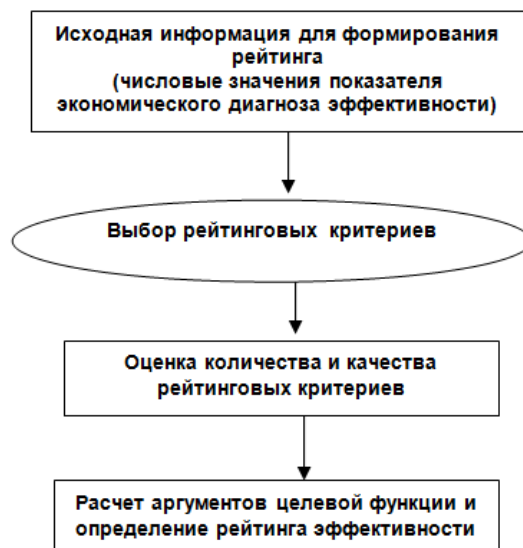 Исходная информация для формирования
рейтинга
(числовые значения показателя
экономического диагноза эффективности)
Выбор рейтинговых критериев
Оценка количества и качества
рейтинговых критериев
Расчет аргументов целевой функции и
определение рейтинга эффективности